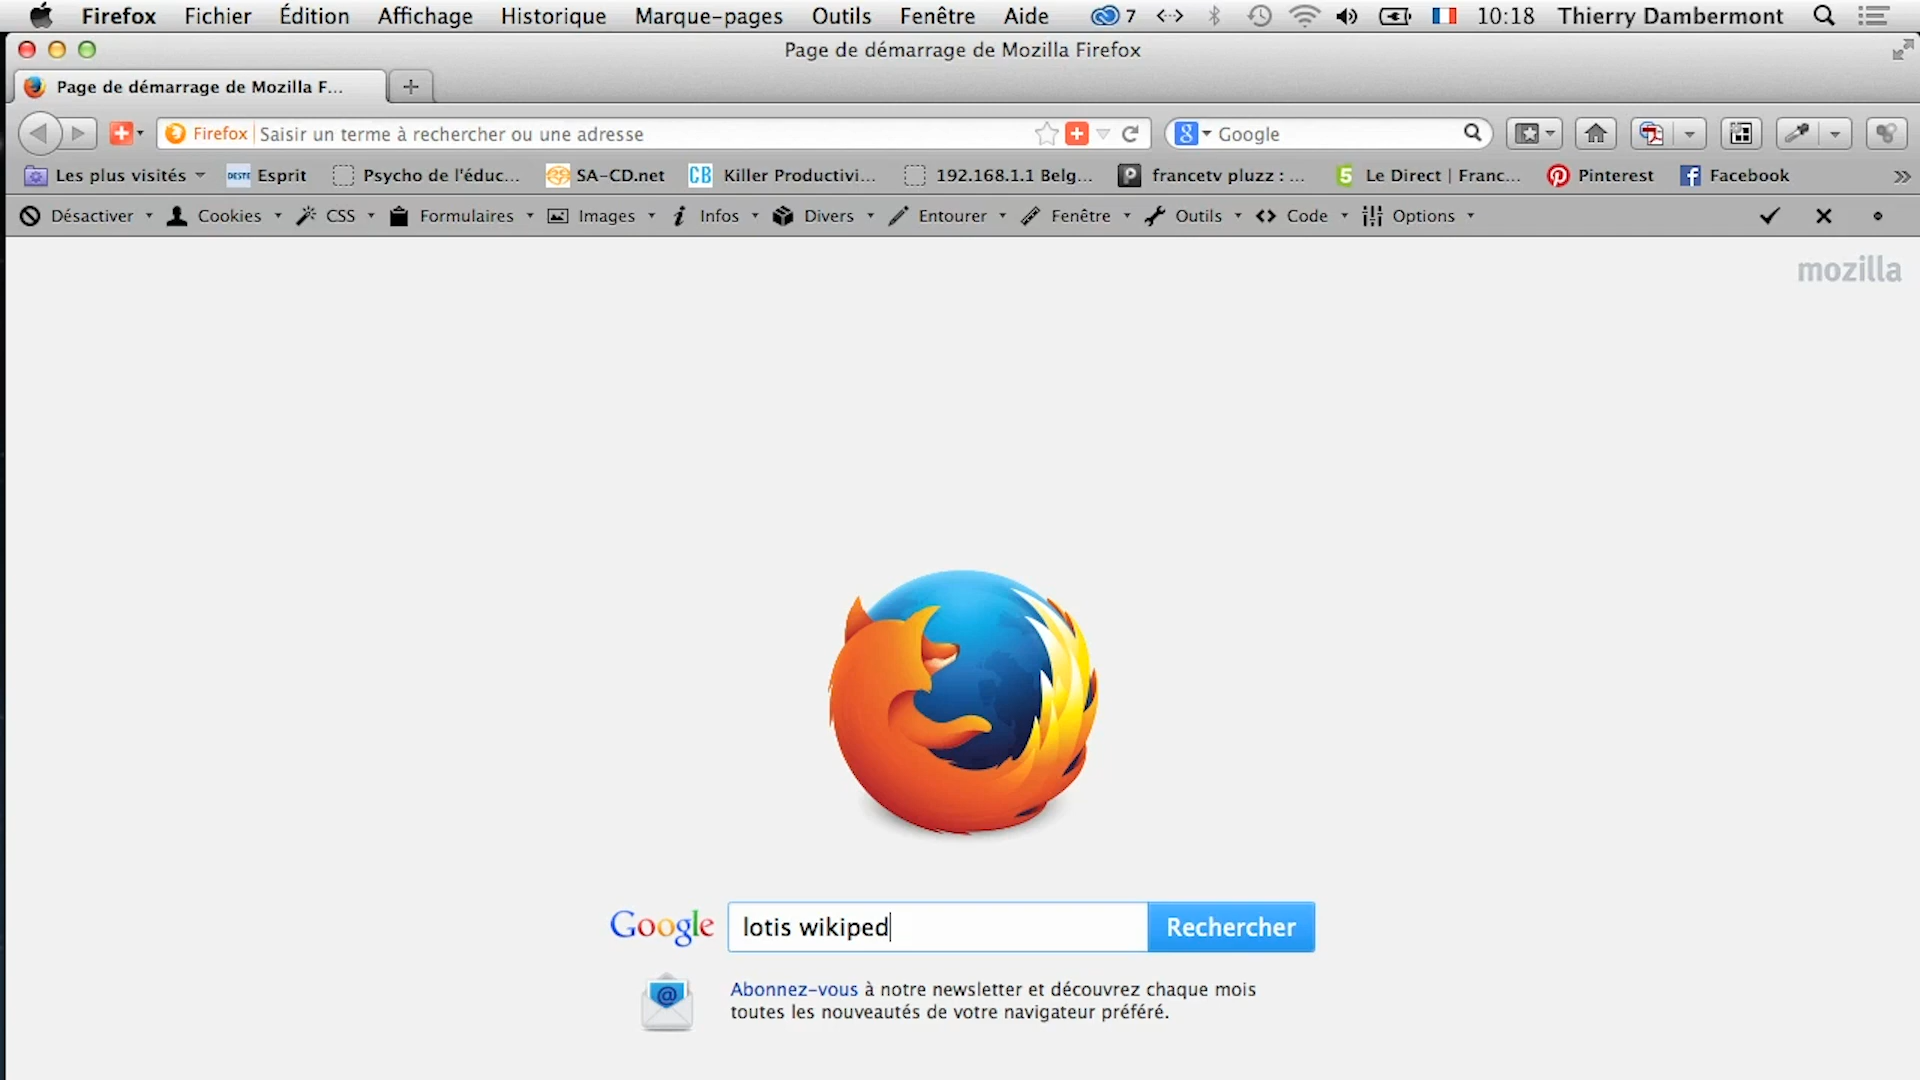 Firefox Fichier Édition Affichage Historique Marque-pages Outils Fenêtre Aide 7 10:18 Thierry Dambermont
Page de démarrage de Mozilla Firefox
Page de démarrage de Mozilla F...
Firefox Saisir un terme à rechercher ou une adresse 8 Google
Les plus visités DESTE Esprit Psycho de l'éduc... SA-CD.net CB Killer Productivi... 192.168.1.1 Belg... P francetv pluzz : ... 5 Le Direct | Franc... Pinterest f Facebook
Désactiver Cookies CSS Formulaires Images Infos Divers Entourer Fenêtre Outils Code Options
mozilla
Google lotis wikiped Rechercher
@ Abonnez-vous à notre newsletter et découvrez chaque mois
toutes les nouveautés de votre navigateur préféré.